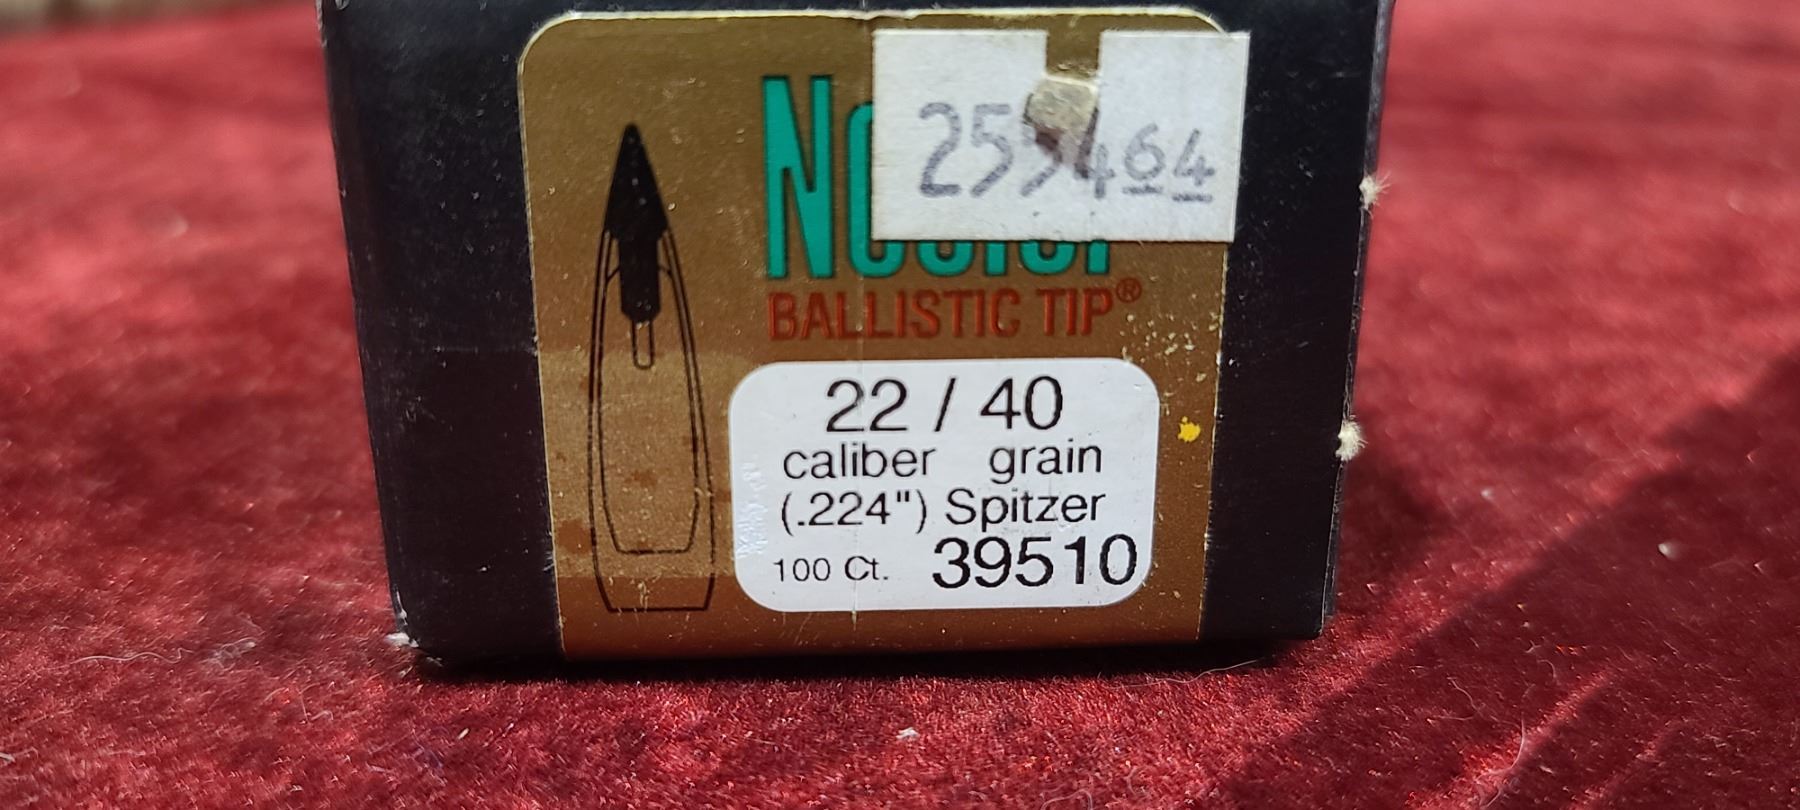 BALLISTIC TIP®
22 / 40
caliber grain
(.224") Spitzer
100 Ct. 39510